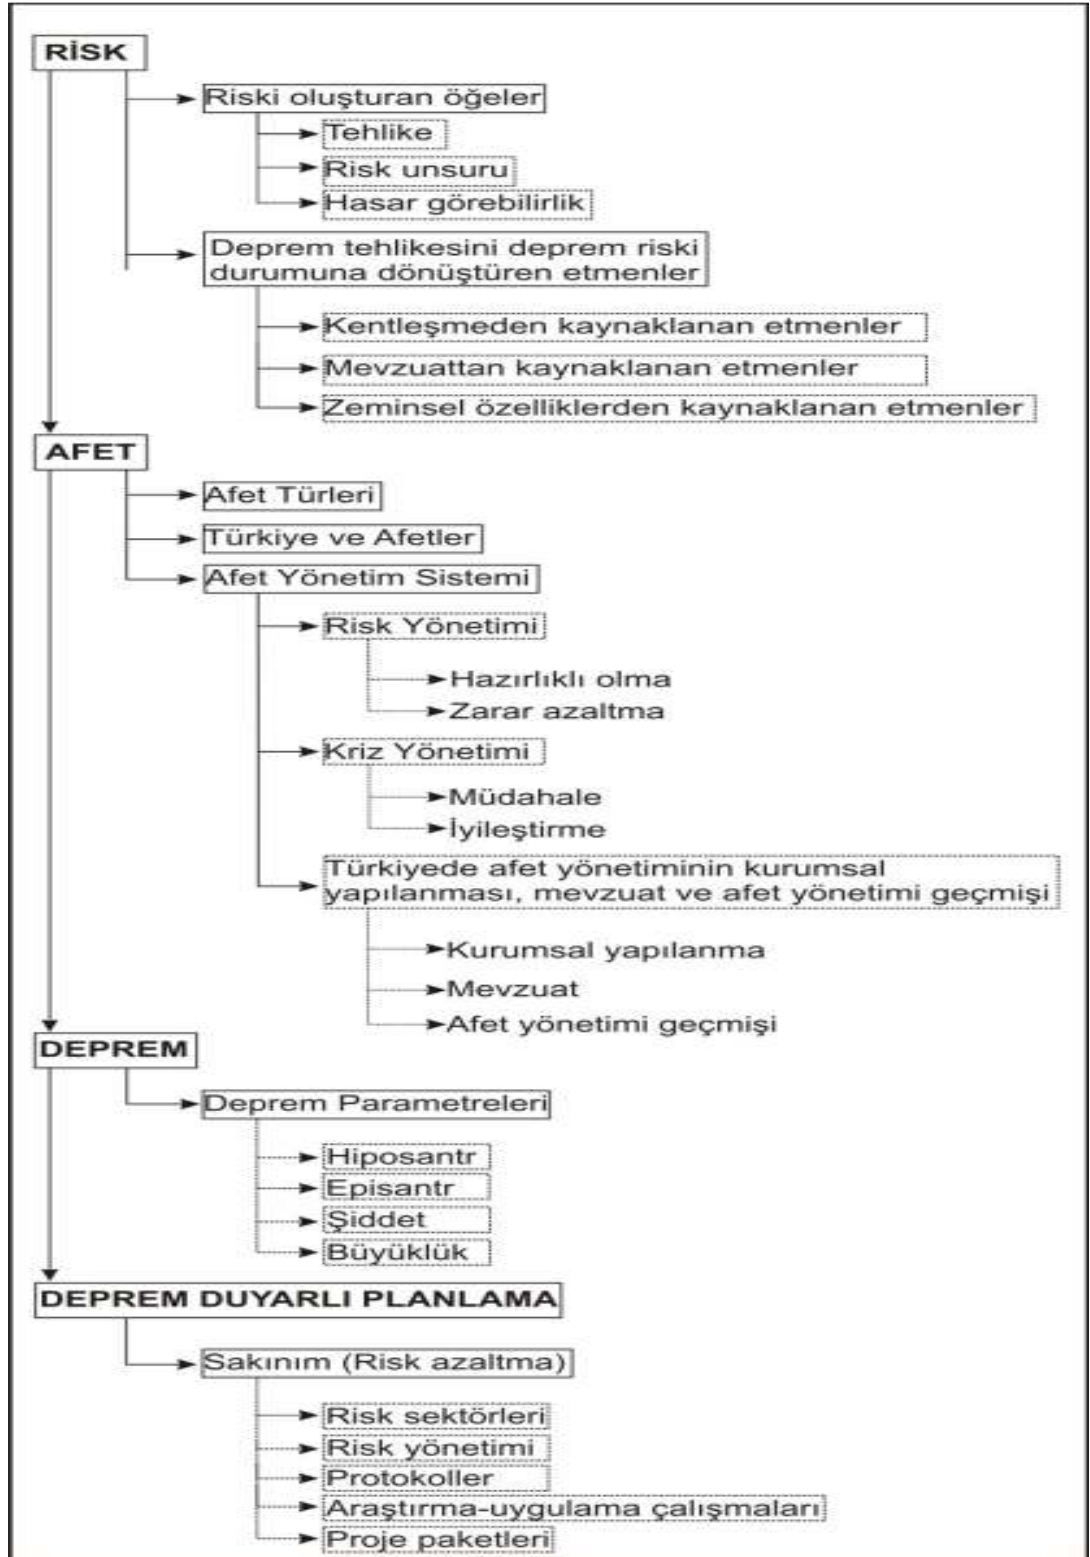 RİSK
Riski oluşturan öğeler
Tehlike
Risk unsuru
Hasar görebilirlik
Deprem tehlikesini deprem riski
durumuna dönüştüren etmenler
Kentleşmeden kaynaklanan etmenler
Mevzuattan kaynaklanan etmenler
Zeminsel özelliklerden kaynaklanan etmenler
AFET
Afet Türleri
Türkiye ve Afetler
Afet Yönetim Sistemi
Risk Yönetimi
Hazırlıklı olma
Zarar azaltma
Kriz Yönetimi
Müdahale
İyileştirme
Türkiyede afet yönetiminin kurumsal
yapılanması, mevzuat ve afet yönetimi geçmişi
Kurumsal yapılanma
Mevzuat
Afet yönetimi geçmişi
DEPREM
Deprem Parametreleri
Hiposantr
Episantr
Şiddet
Büyüklük
DEPREM DUYARLI PLANLAMA
Sakınım (Risk azaltma)
Risk sektörleri
Risk yönetimi
Protokoller
Araştırma-uygulama çalışmaları
Proje paketleri